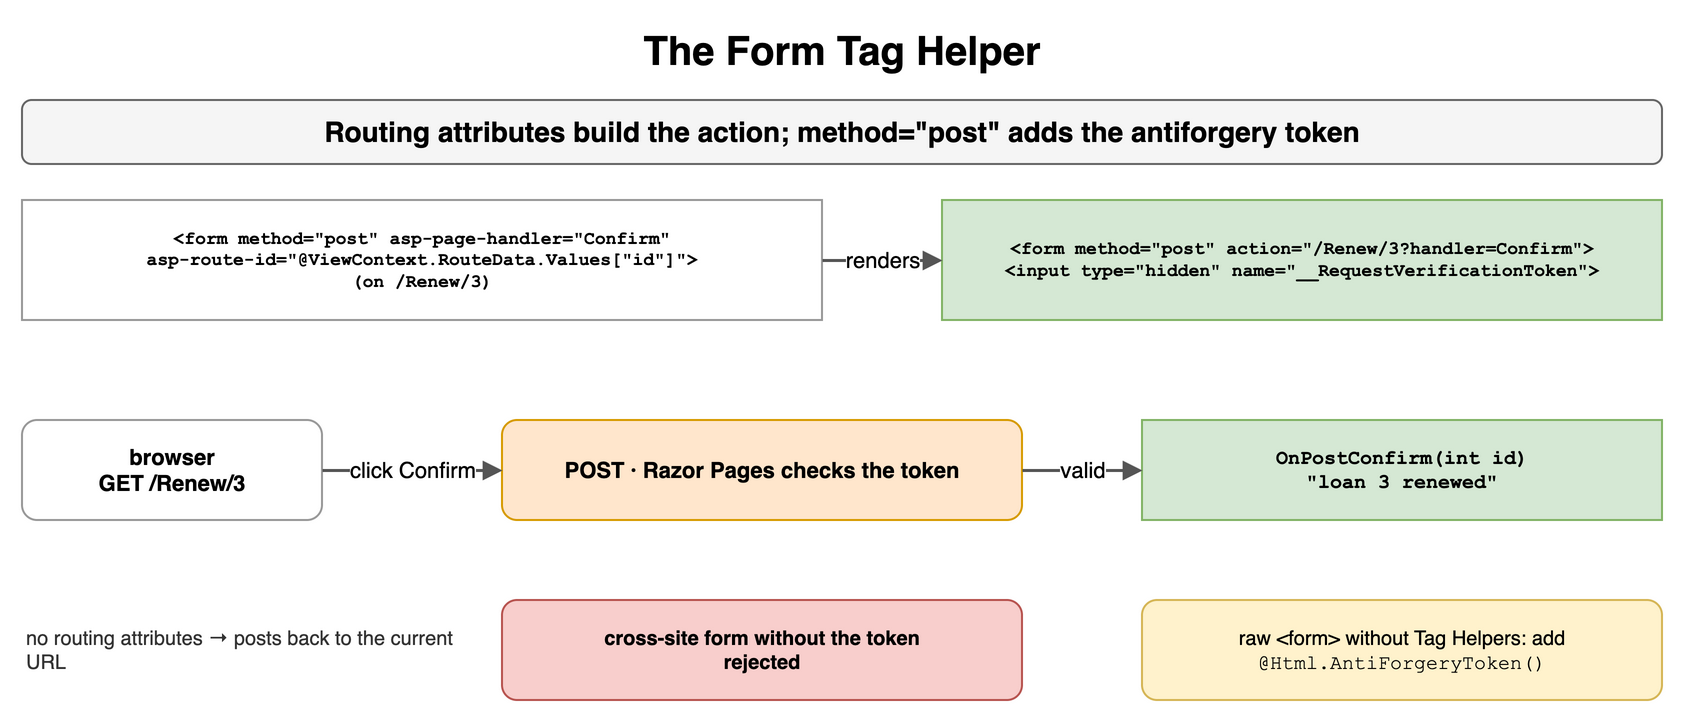 The Form Tag Helper
Routing attributes build the action; method="post" adds the antiforgery token
<form method="post" asp-page-handler="Confirm"
asp-route-id="@ViewContext.RouteData.Values["id"]">
(on /Renew/3)
renders
<form method="post" action="/Renew/3?handler=Confirm">
<input type="hidden" name="__RequestVerificationToken">
browser
GET /Renew/3
click Confirm
POST · Razor Pages checks the token
valid
OnPostConfirm(int id)
"loan 3 renewed"
no routing attributes → posts back to the current
URL
cross-site form without the token
rejected
raw <form> without Tag Helpers: add
@Html.AntiForgeryToken()